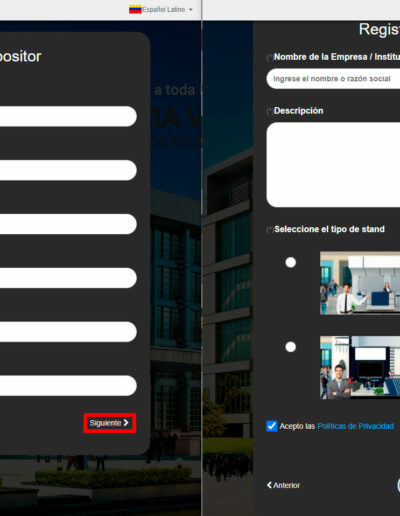 Español Latino
positor
a toda
RIA V
OS NEG
Siguiente
Regis
(*)Nombre de la Empresa / Institu
Ingrese el nombre o razón social
(*)Descripción
(*)Seleccione el tipo de stand
Acepto las Políticas de Privacidad
Anterior